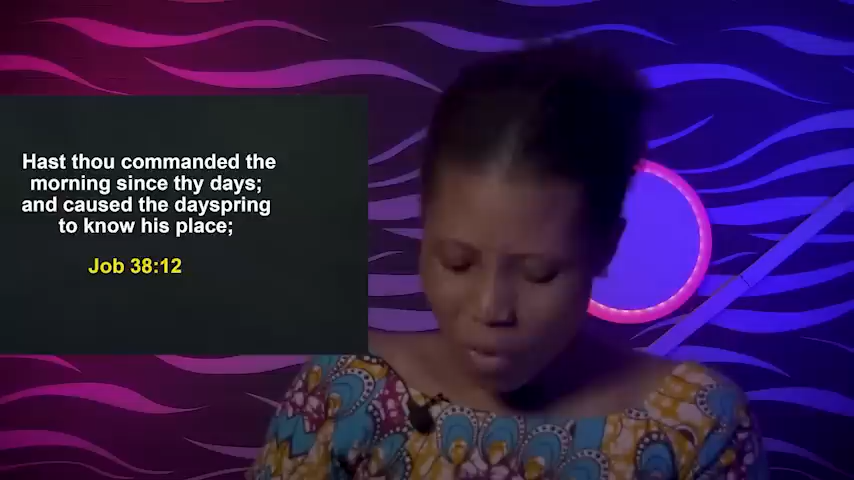 Hast thou commanded the
morning since thy days;
and caused the dayspring
to know his place;
Job 38:12